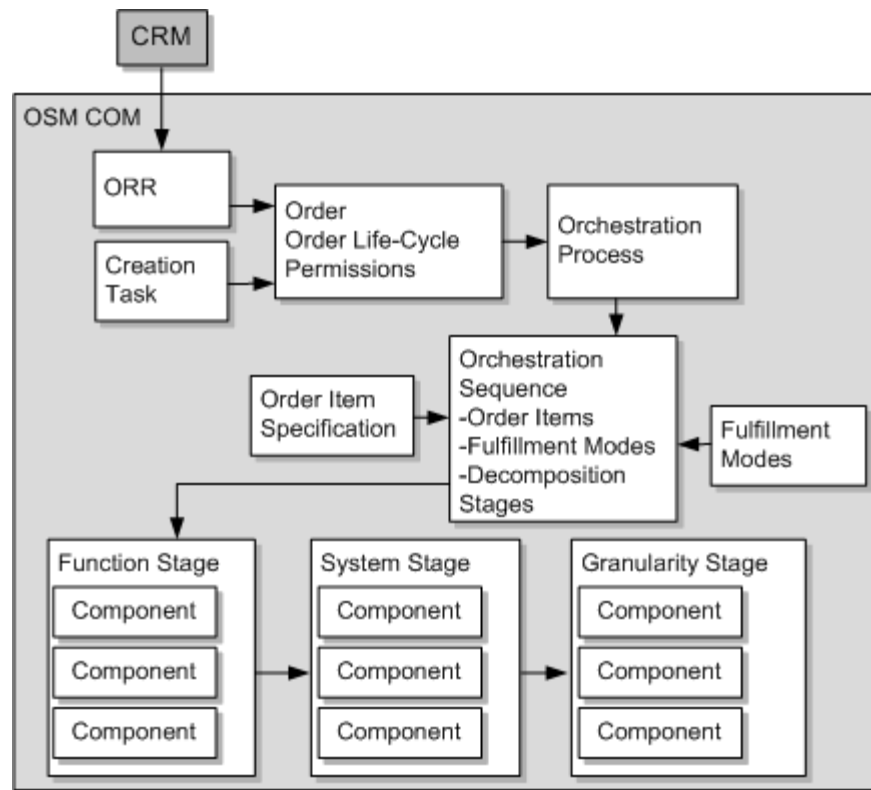 CRM
OSM COM
ORR
Creation
Task
Order
Order Life-Cycle
Permissions
Orchestration
Process
Order Item
Specification
Orchestration
Sequence
-Order Items
-Fulfillment Modes
-Decomposition
Stages
Fulfillment
Modes
Function Stage
Component
Component
Component
System Stage
Component
Component
Component
Granularity Stage
Component
Component
Component